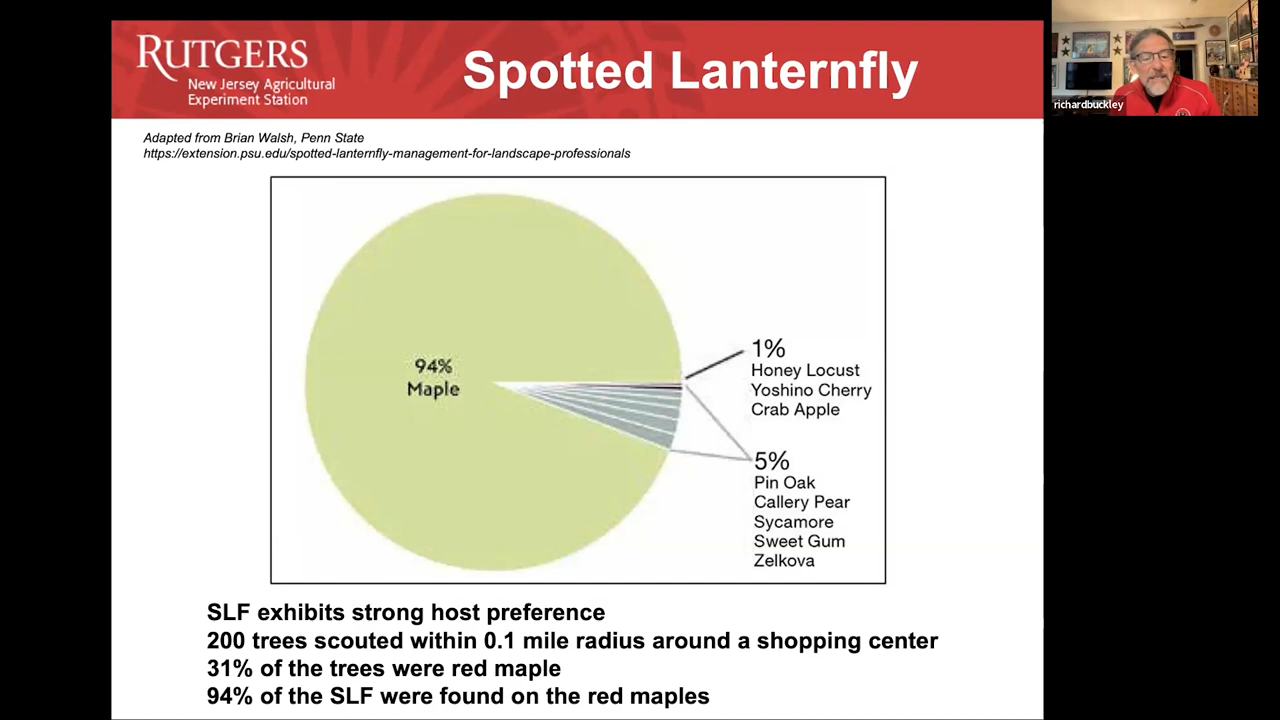 RUTGERS
New Jersey Agricultural
Experiment Station
Spotted Lanternfly
richardbuckley
Adapted from Brian Walsh, Penn State
https://extension.psu.edu/spotted-lanternfly-management-for-landscape-professionals
94%
Maple
1%
Honey Locust
Yoshino Cherry
Crab Apple
5%
Pin Oak
Callery Pear
Sycamore
Sweet Gum
Zelkova
SLF exhibits strong host preference
200 trees scouted within 0.1 mile radius around a shopping center
31% of the trees were red maple
94% of the SLF were found on the red maples